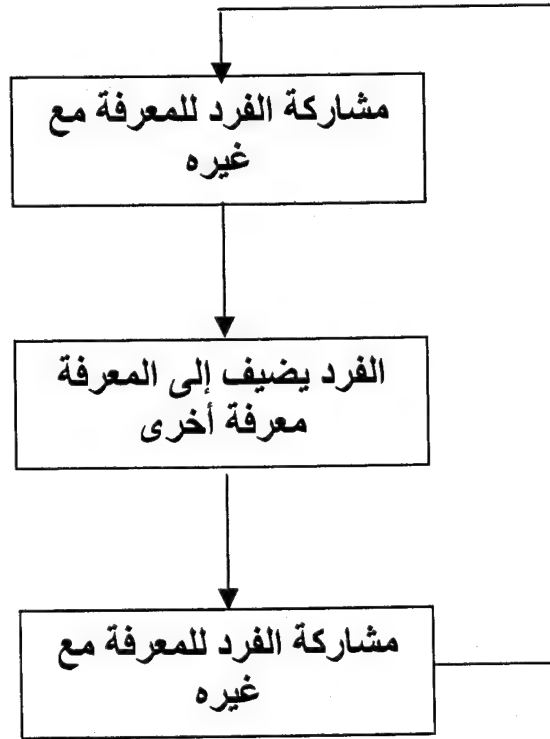 مشاركة الفرد للمعرفة مع
غيره
الفرد يضيف إلى المعرفة
معرفة أخرى
مشاركة الفرد للمعرفة مع
غيره